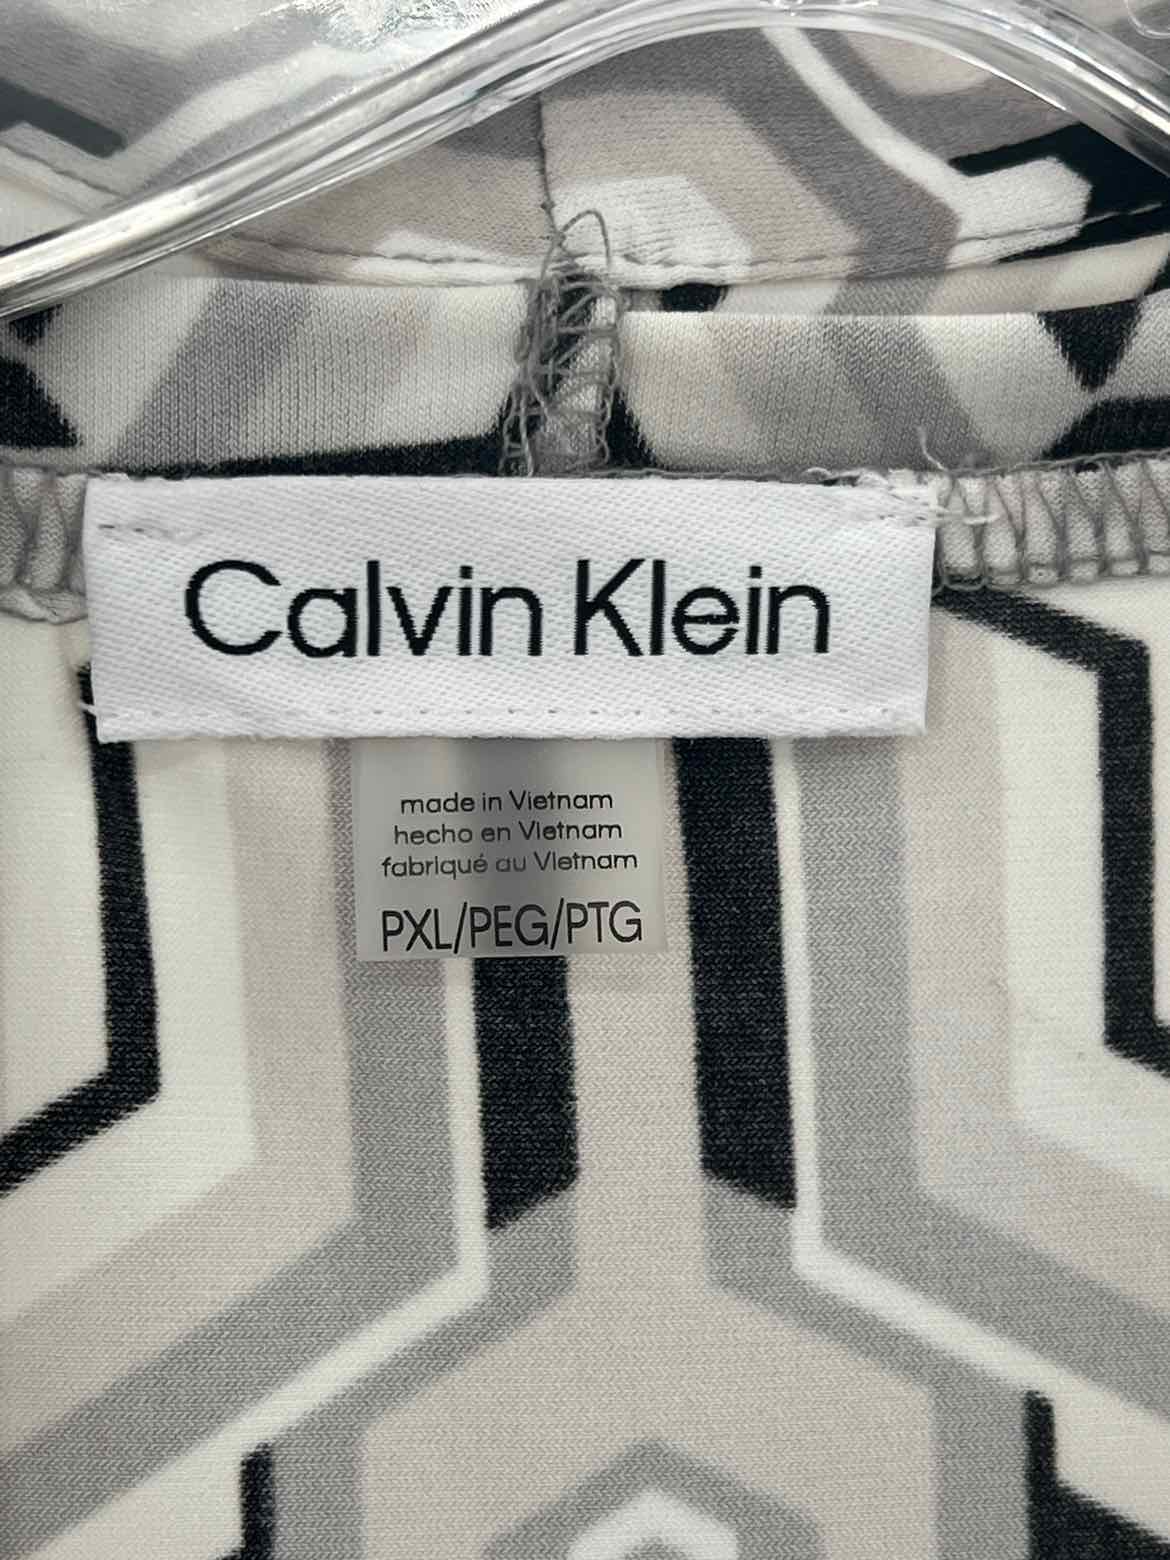 Calvin Klein
made in Vietnam
hecho en Vietnam
fabriqué au Vietnam
PXL/PEG/PTG